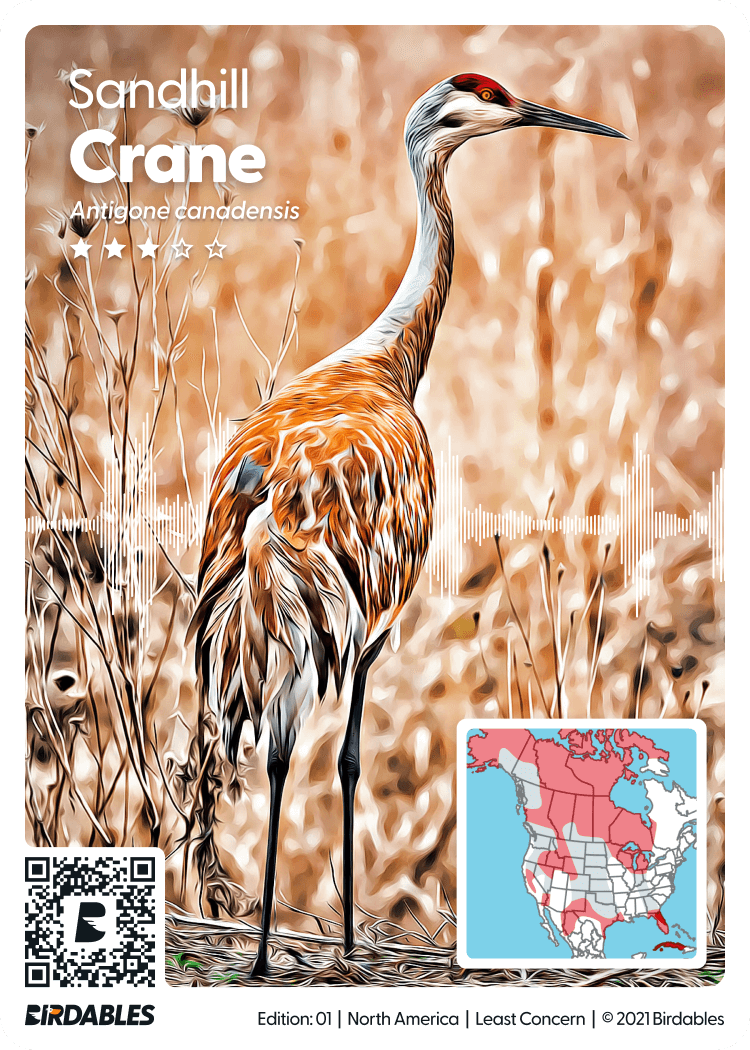 Sandhill
Crane
Antigone canadensis
BIRDABLES
Edition: 01 | North America | Least Concern | © 2021 Birdables